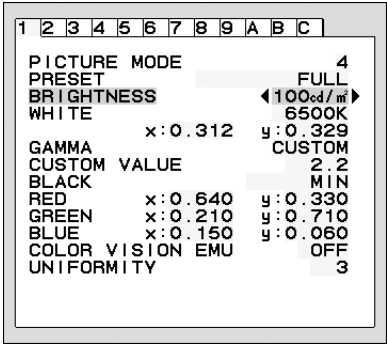 1 2 3 4 5 6 7 8 9 A B C
PICTURE MODE 4
PRESET FULL
BRIGHTNESS ◀100cd/㎡▶
WHITE 6500K
x:0.312 y:0.329
GAMMA CUSTOM
CUSTOM VALUE 2.2
BLACK MIN
RED x:0.640 y:0.330
GREEN x:0.210 y:0.710
BLUE x:0.150 y:0.060
COLOR VISION EMU OFF
UNIFORMITY 3